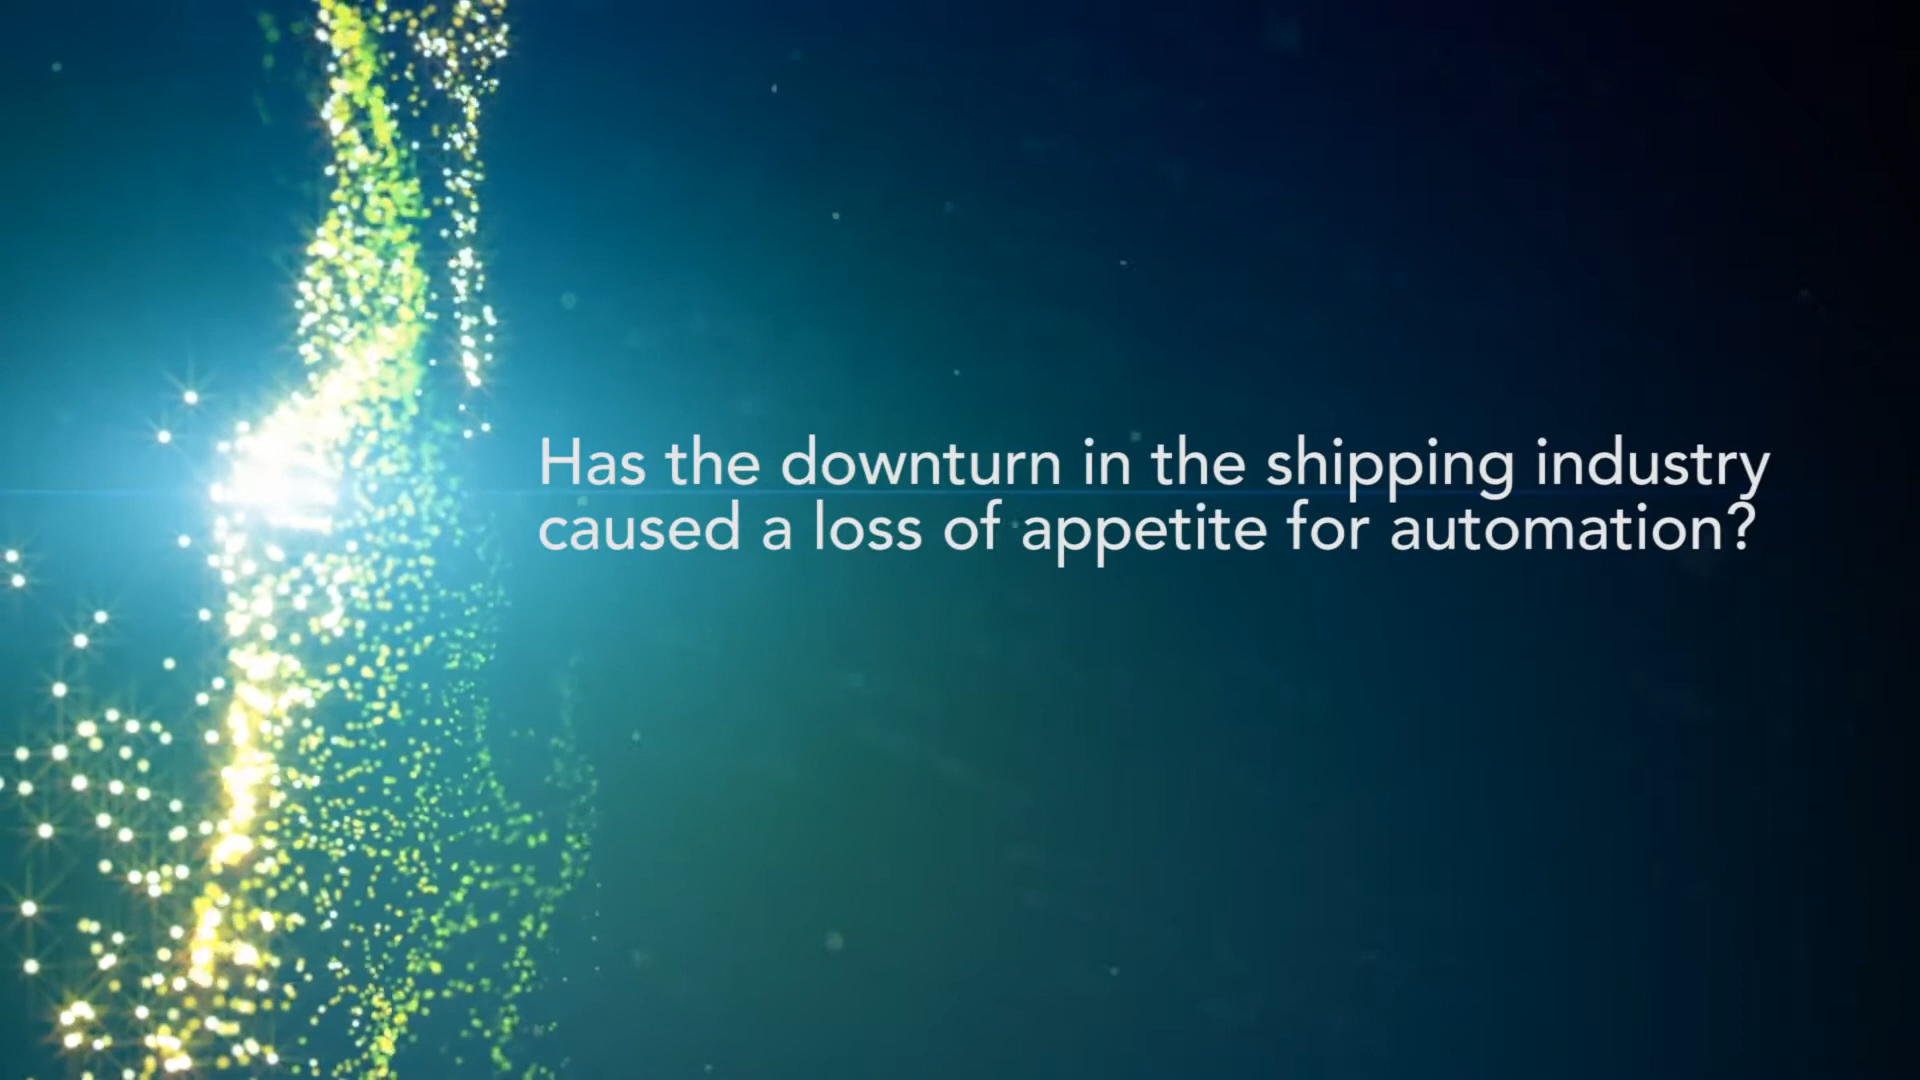 Has the downturn in the shipping industry
caused a loss of appetite for automation?